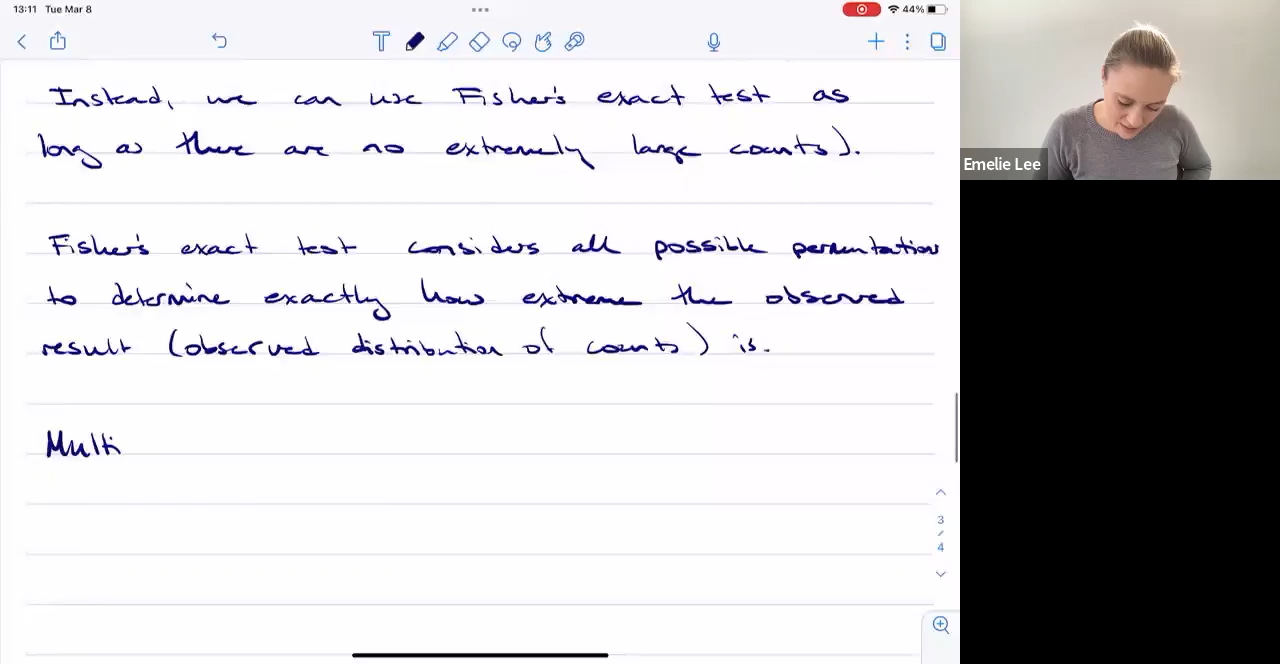 13:11 Tue Mar 8
44%
Instead, we can use Fisher's exact test as
long as there are no extremely large counts).
Fisher's exact test considers all possible permutation
to determine exactly how extreme the observed
result (observed distribution of counts) is.
Multi
3
/
4
Emelie Lee